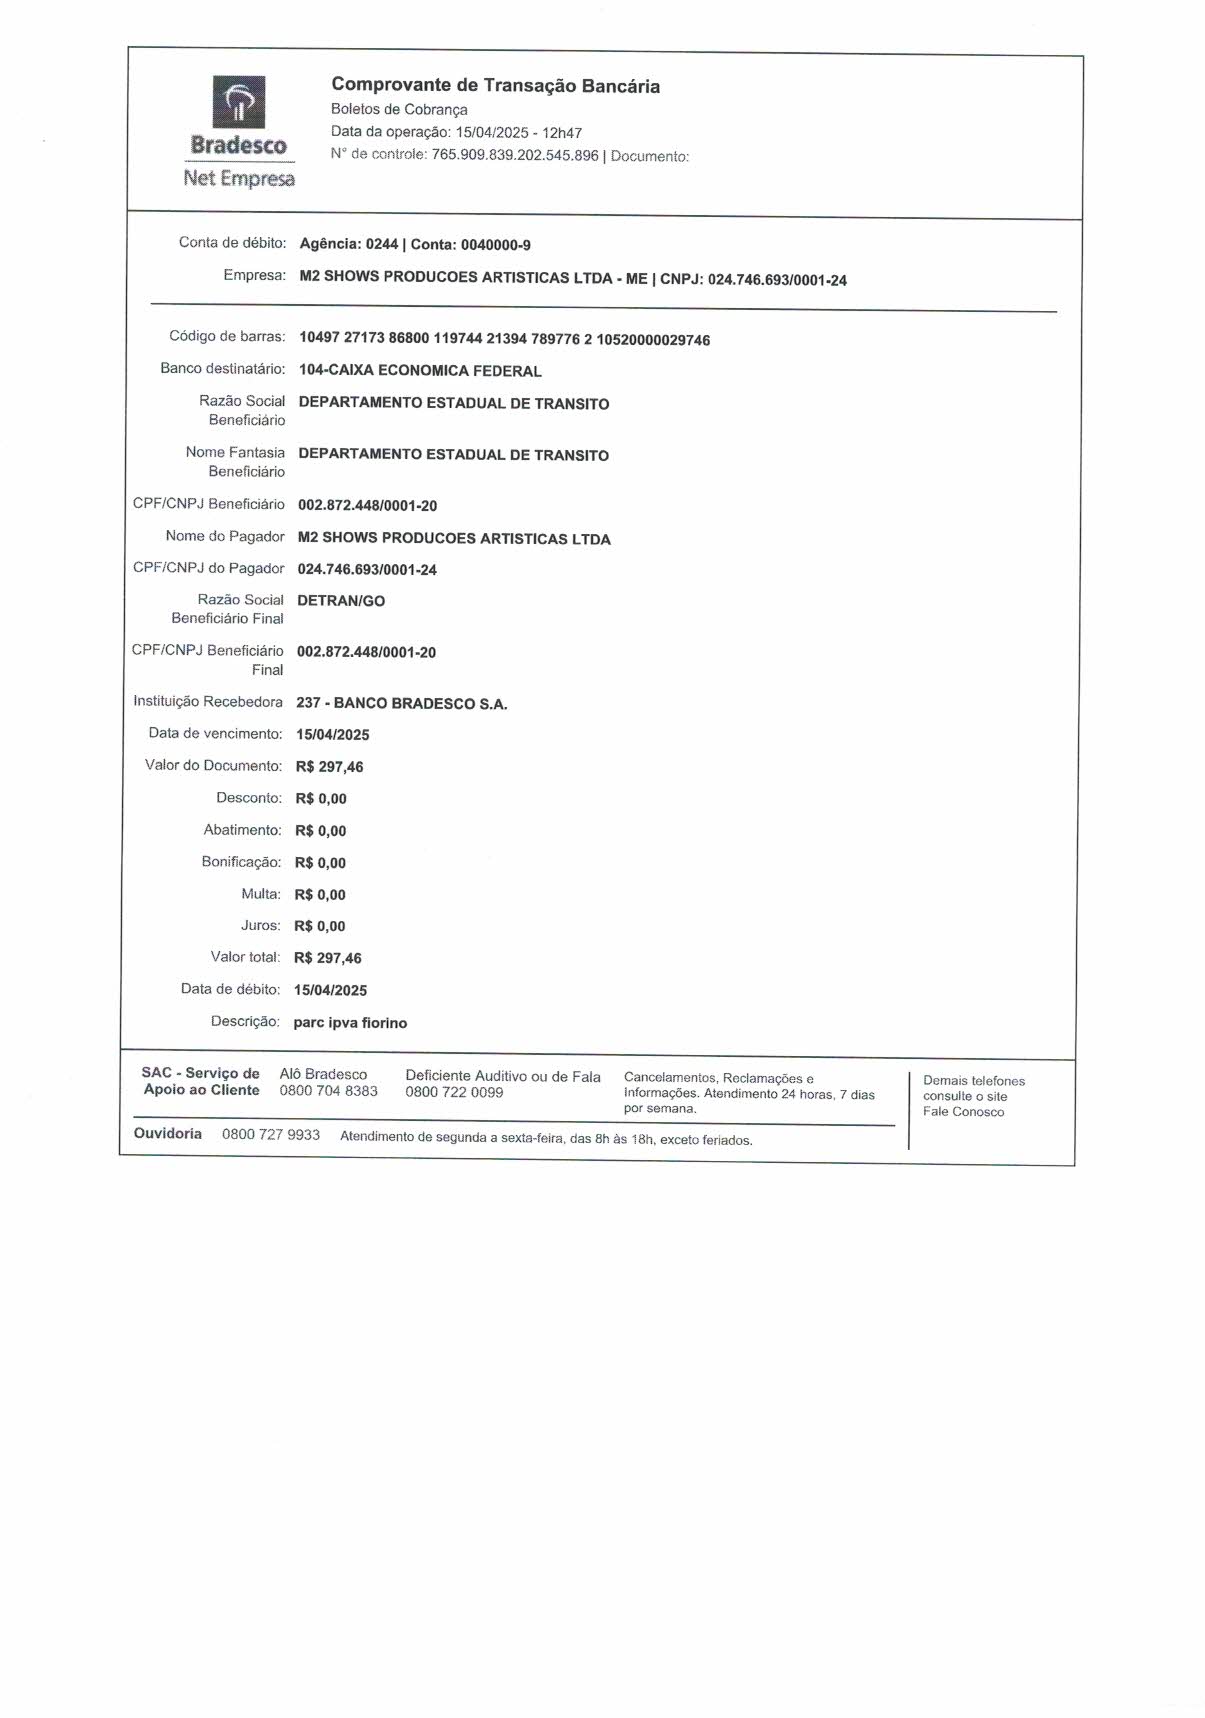 Bradesco
Net Empresa
Comprovante de Transação Bancária
Boletos de Cobrança
Data da operação: 15/04/2025 - 12h47
N° de controle: 765.909.839.202.545.896 | Documento:
Conta de débito: Agência: 0244 | Conta: 0040000-9
Empresa: M2 SHOWS PRODUCOES ARTISTICAS LTDA - ME | CNPJ: 024.746.693/0001-24
Código de barras: 10497 27173 86800 119744 21394 789776 2 10520000029746
Banco destinatário: 104-CAIXA ECONOMICA FEDERAL
Razão Social DEPARTAMENTO ESTADUAL DE TRANSITO
Beneficiário
Nome Fantasia DEPARTAMENTO ESTADUAL DE TRANSITO
Beneficiário
CPF/CNPJ Beneficiário 002.872.448/0001-20
Nome do Pagador M2 SHOWS PRODUCOES ARTISTICAS LTDA
CPF/CNPJ do Pagador 024.746.693/0001-24
Razão Social DETRAN/GO
Beneficiário Final
CPF/CNPJ Beneficiário 002.872.448/0001-20
Final
Instituição Recebedora 237 - BANCO BRADESCO S.A.
Data de vencimento: 15/04/2025
Valor do Documento: R$ 297,46
Desconto: R$ 0,00
Abatimento: R$ 0,00
Bonificação: R$ 0,00
Multa: R$ 0,00
Juros: R$ 0,00
Valor total: R$ 297,46
Data de débito: 15/04/2025
Descrição: parc ipva fiorino
SAC - Serviço de
Apoio ao Cliente
Alô Bradesco
0800 704 8383
Deficiente Auditivo ou de Fala
0800 722 0099
Cancelamentos, Reclamações e
Informações. Atendimento 24 horas, 7 dias
por semana.
Demais telefones
consulte o site
Fale Conosco
Ouvidoria 0800 727 9933 Atendimento de segunda a sexta-feira, das 8h às 18h, exceto feriados.